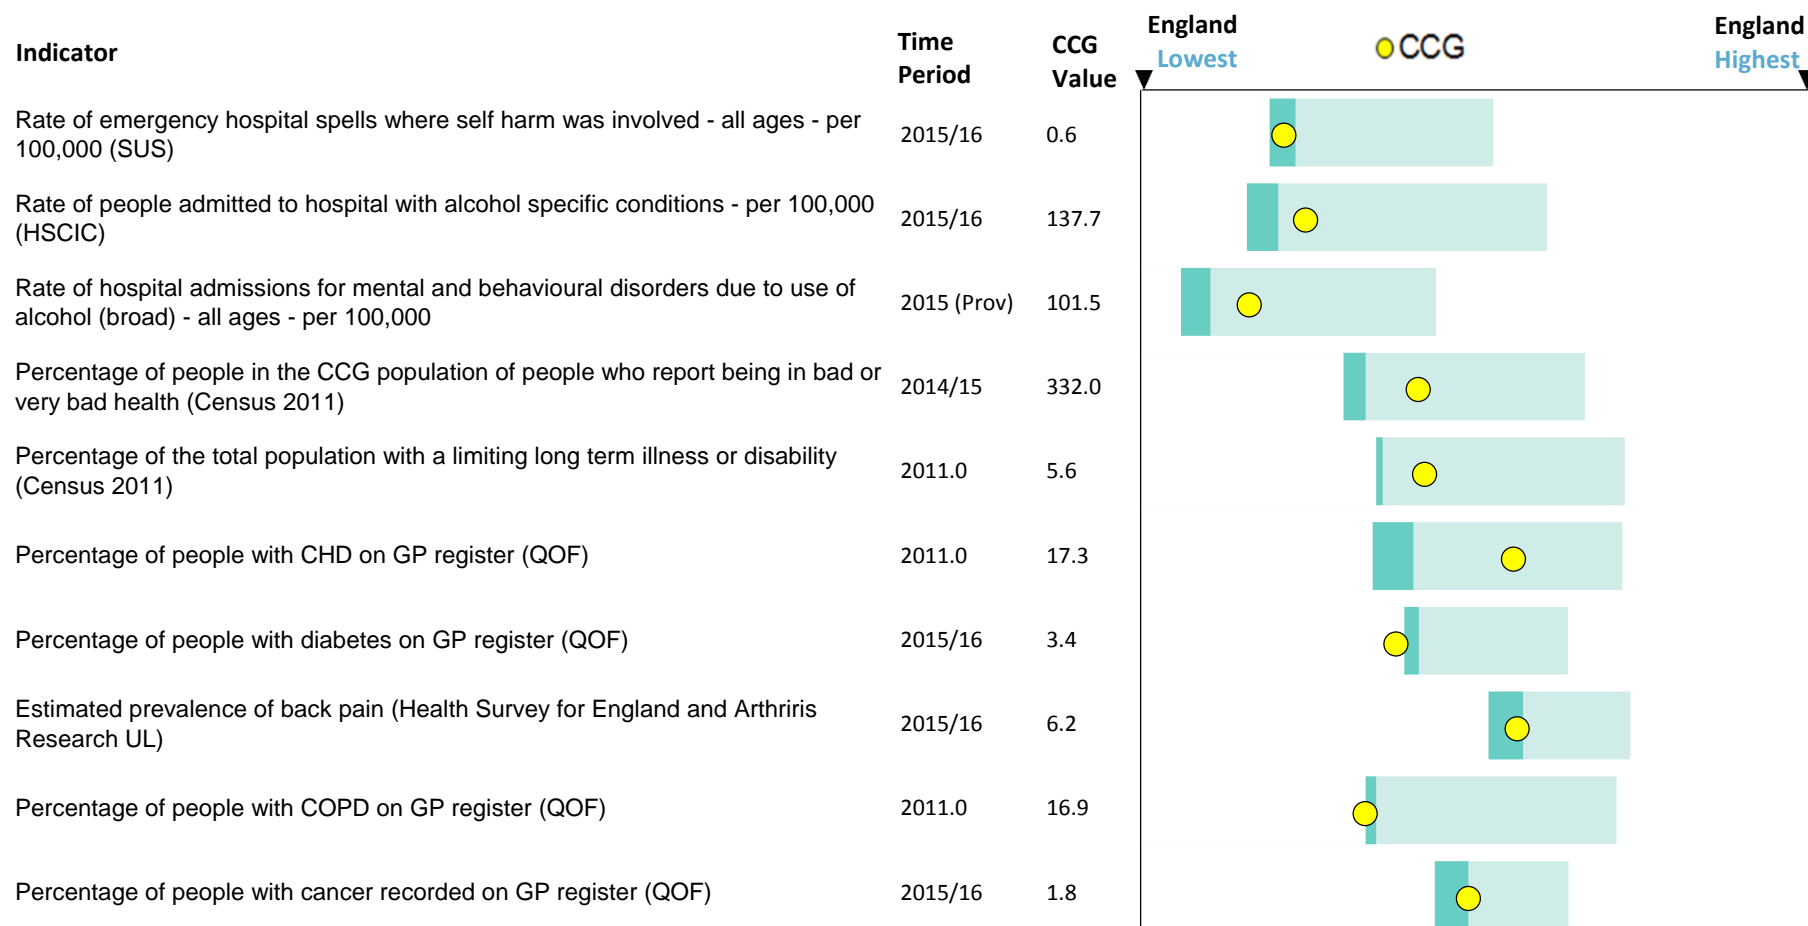 Indicator
Time
Period
CCG
Value
England
Lowest
CCG
England
Highest
Rate of emergency hospital spells where self harm was involved - all ages - per
100,000 (SUS)
2015/16
0.6
Rate of people admitted to hospital with alcohol specific conditions - per 100,000
(HSCIC)
2015/16
137.7
Rate of hospital admissions for mental and behavioural disorders due to use of
alcohol (broad) - all ages - per 100,000
2015 (Prov)
101.5
Percentage of people in the CCG population of people who report being in bad or
very bad health (Census 2011)
2014/15
332.0
Percentage of the total population with a limiting long term illness or disability
(Census 2011)
2011.0
5.6
Percentage of people with CHD on GP register (QOF)
2011.0
17.3
Percentage of people with diabetes on GP register (QOF)
2015/16
3.4
Estimated prevalence of back pain (Health Survey for England and Arthriris
Research UL)
2015/16
6.2
Percentage of people with COPD on GP register (QOF)
2011.0
16.9
Percentage of people with cancer recorded on GP register (QOF)
2015/16
1.8